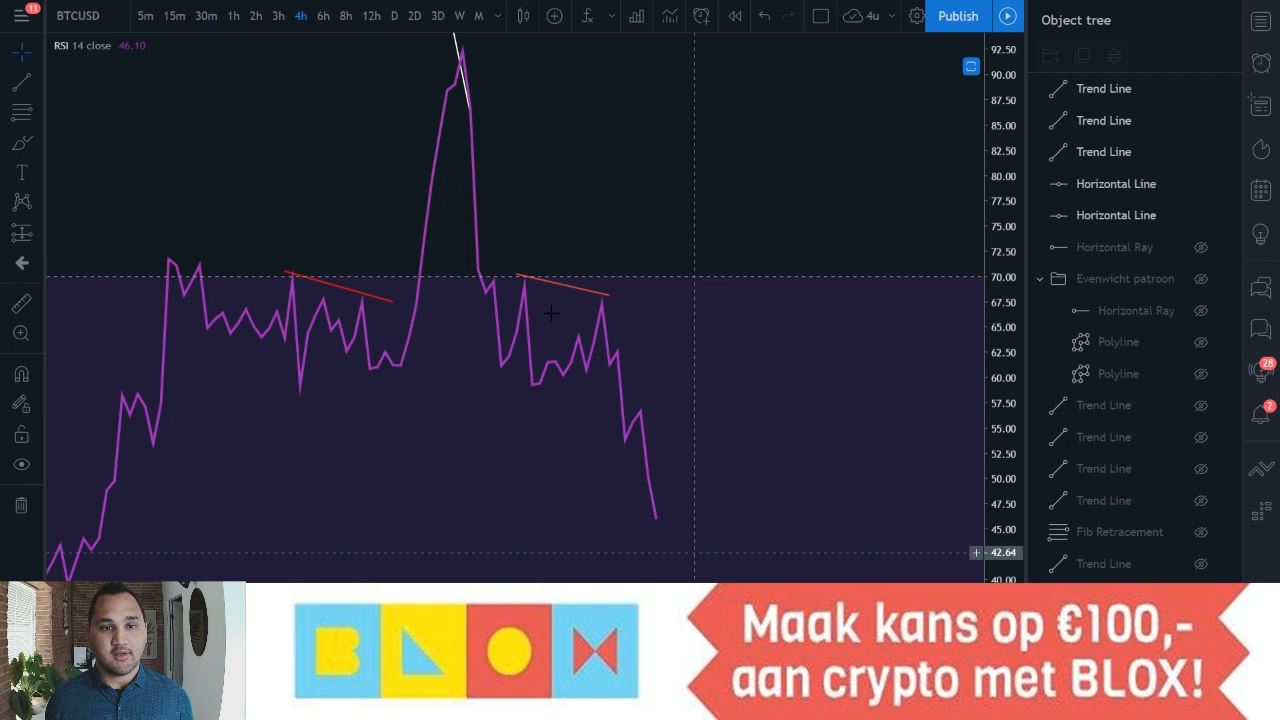 11
BTCUSD 5m 15m 30m 1h 2h 3h 4h 6h 8h 12h D 2D 3D W M 4u Publish
Object tree
RSI 14 close 46.10
92.50
90.00
87.50
85.00
82.50
80.00
77.50
75.00
72.50
70.00
67.50
65.00
62.50
60.00
57.50
55.00
52.50
50.00
47.50
45.00
42.64
40.00
Trend Line
Trend Line
Trend Line
Horizontal Line
Horizontal Line
Horizontal Ray
Evenwicht patroon
Horizontal Ray
Polyline
Polyline
Trend Line
Trend Line
Trend Line
Trend Line
Fib Retracement
Trend Line
28
2
BLOX
Maak kans op €100,-
aan crypto met BLOX!